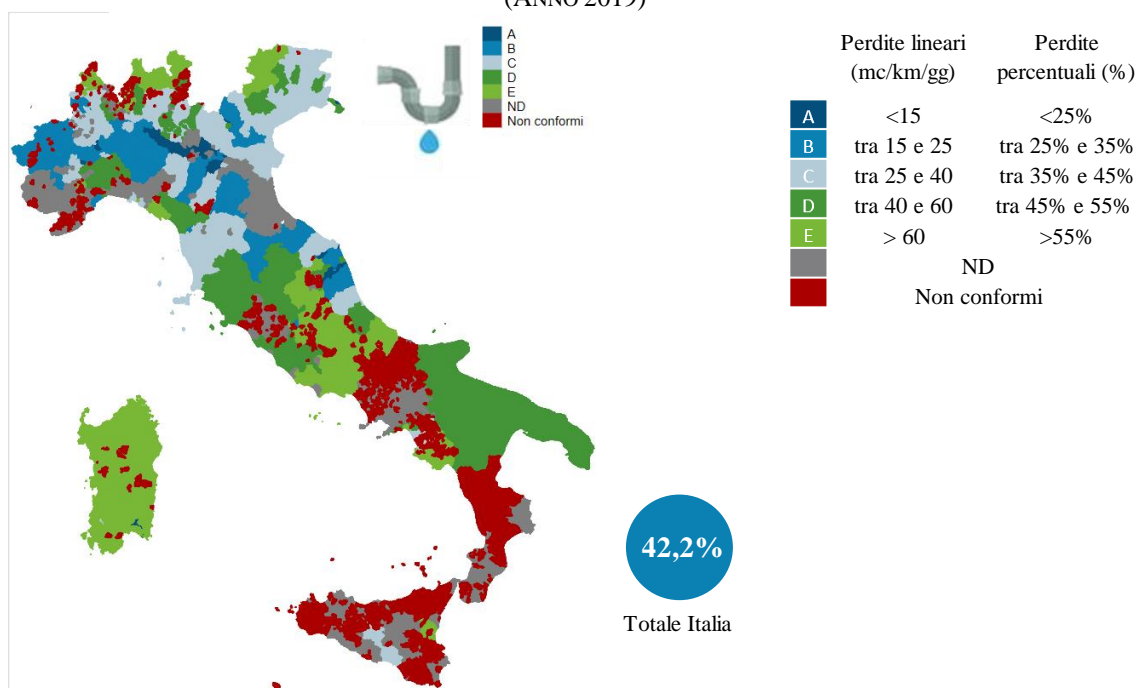 (ANNO 2019)
A
B
C
D
E
ND
Non conformi
Perdite lineari Perdite
(mc/km/gg) percentuali (%)
A <15 <25%
B tra 15 e 25 tra 25% e 35%
C tra 25 e 40 tra 35% e 45%
D tra 40 e 60 tra 45% e 55%
E > 60 >55%
ND
Non conformi
42,2%
Totale Italia